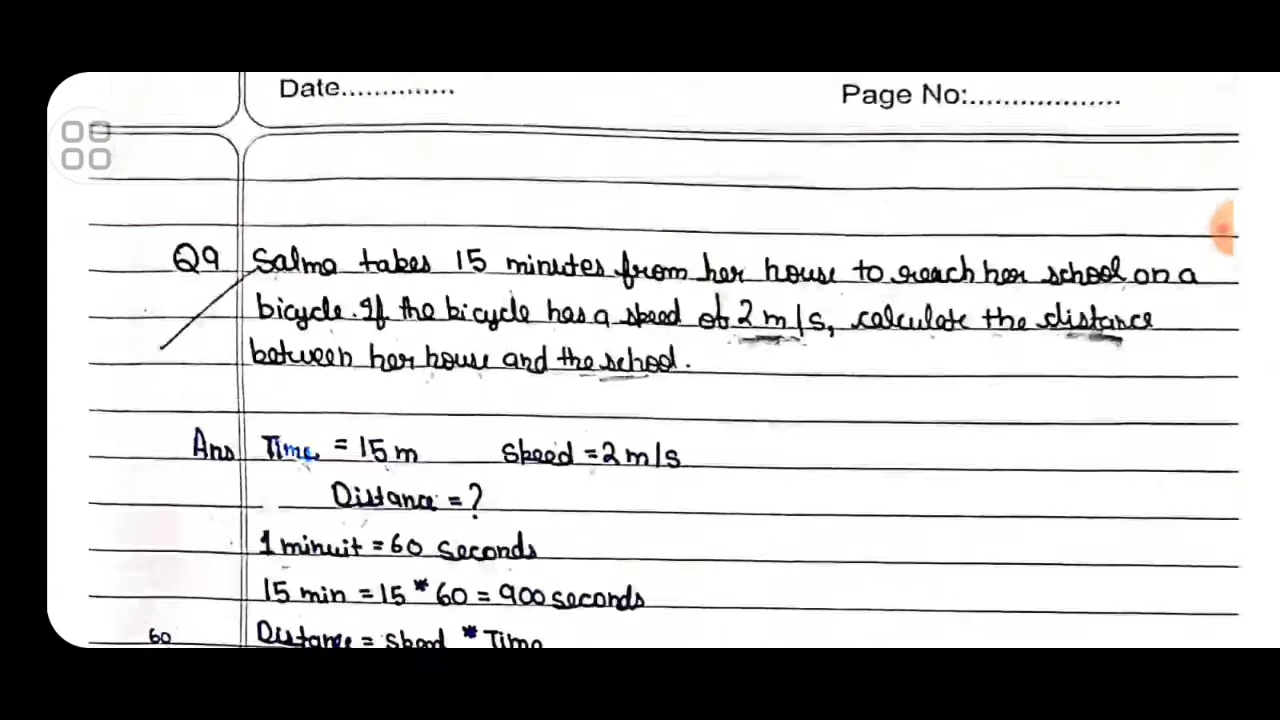 Date..............
Page No:..................
Q9 Salma takes 15 minutes from her house to reach her school on a
bicycle. If the bicycle has a speed of 2 m/s, calculate the distance
between her house and the school.
Ans Time = 15 m speed = 2 m/s
Distance = ?
1 minuit = 60 seconds
15 min = 15 * 60 = 900 seconds
60 Distance = speed * Time